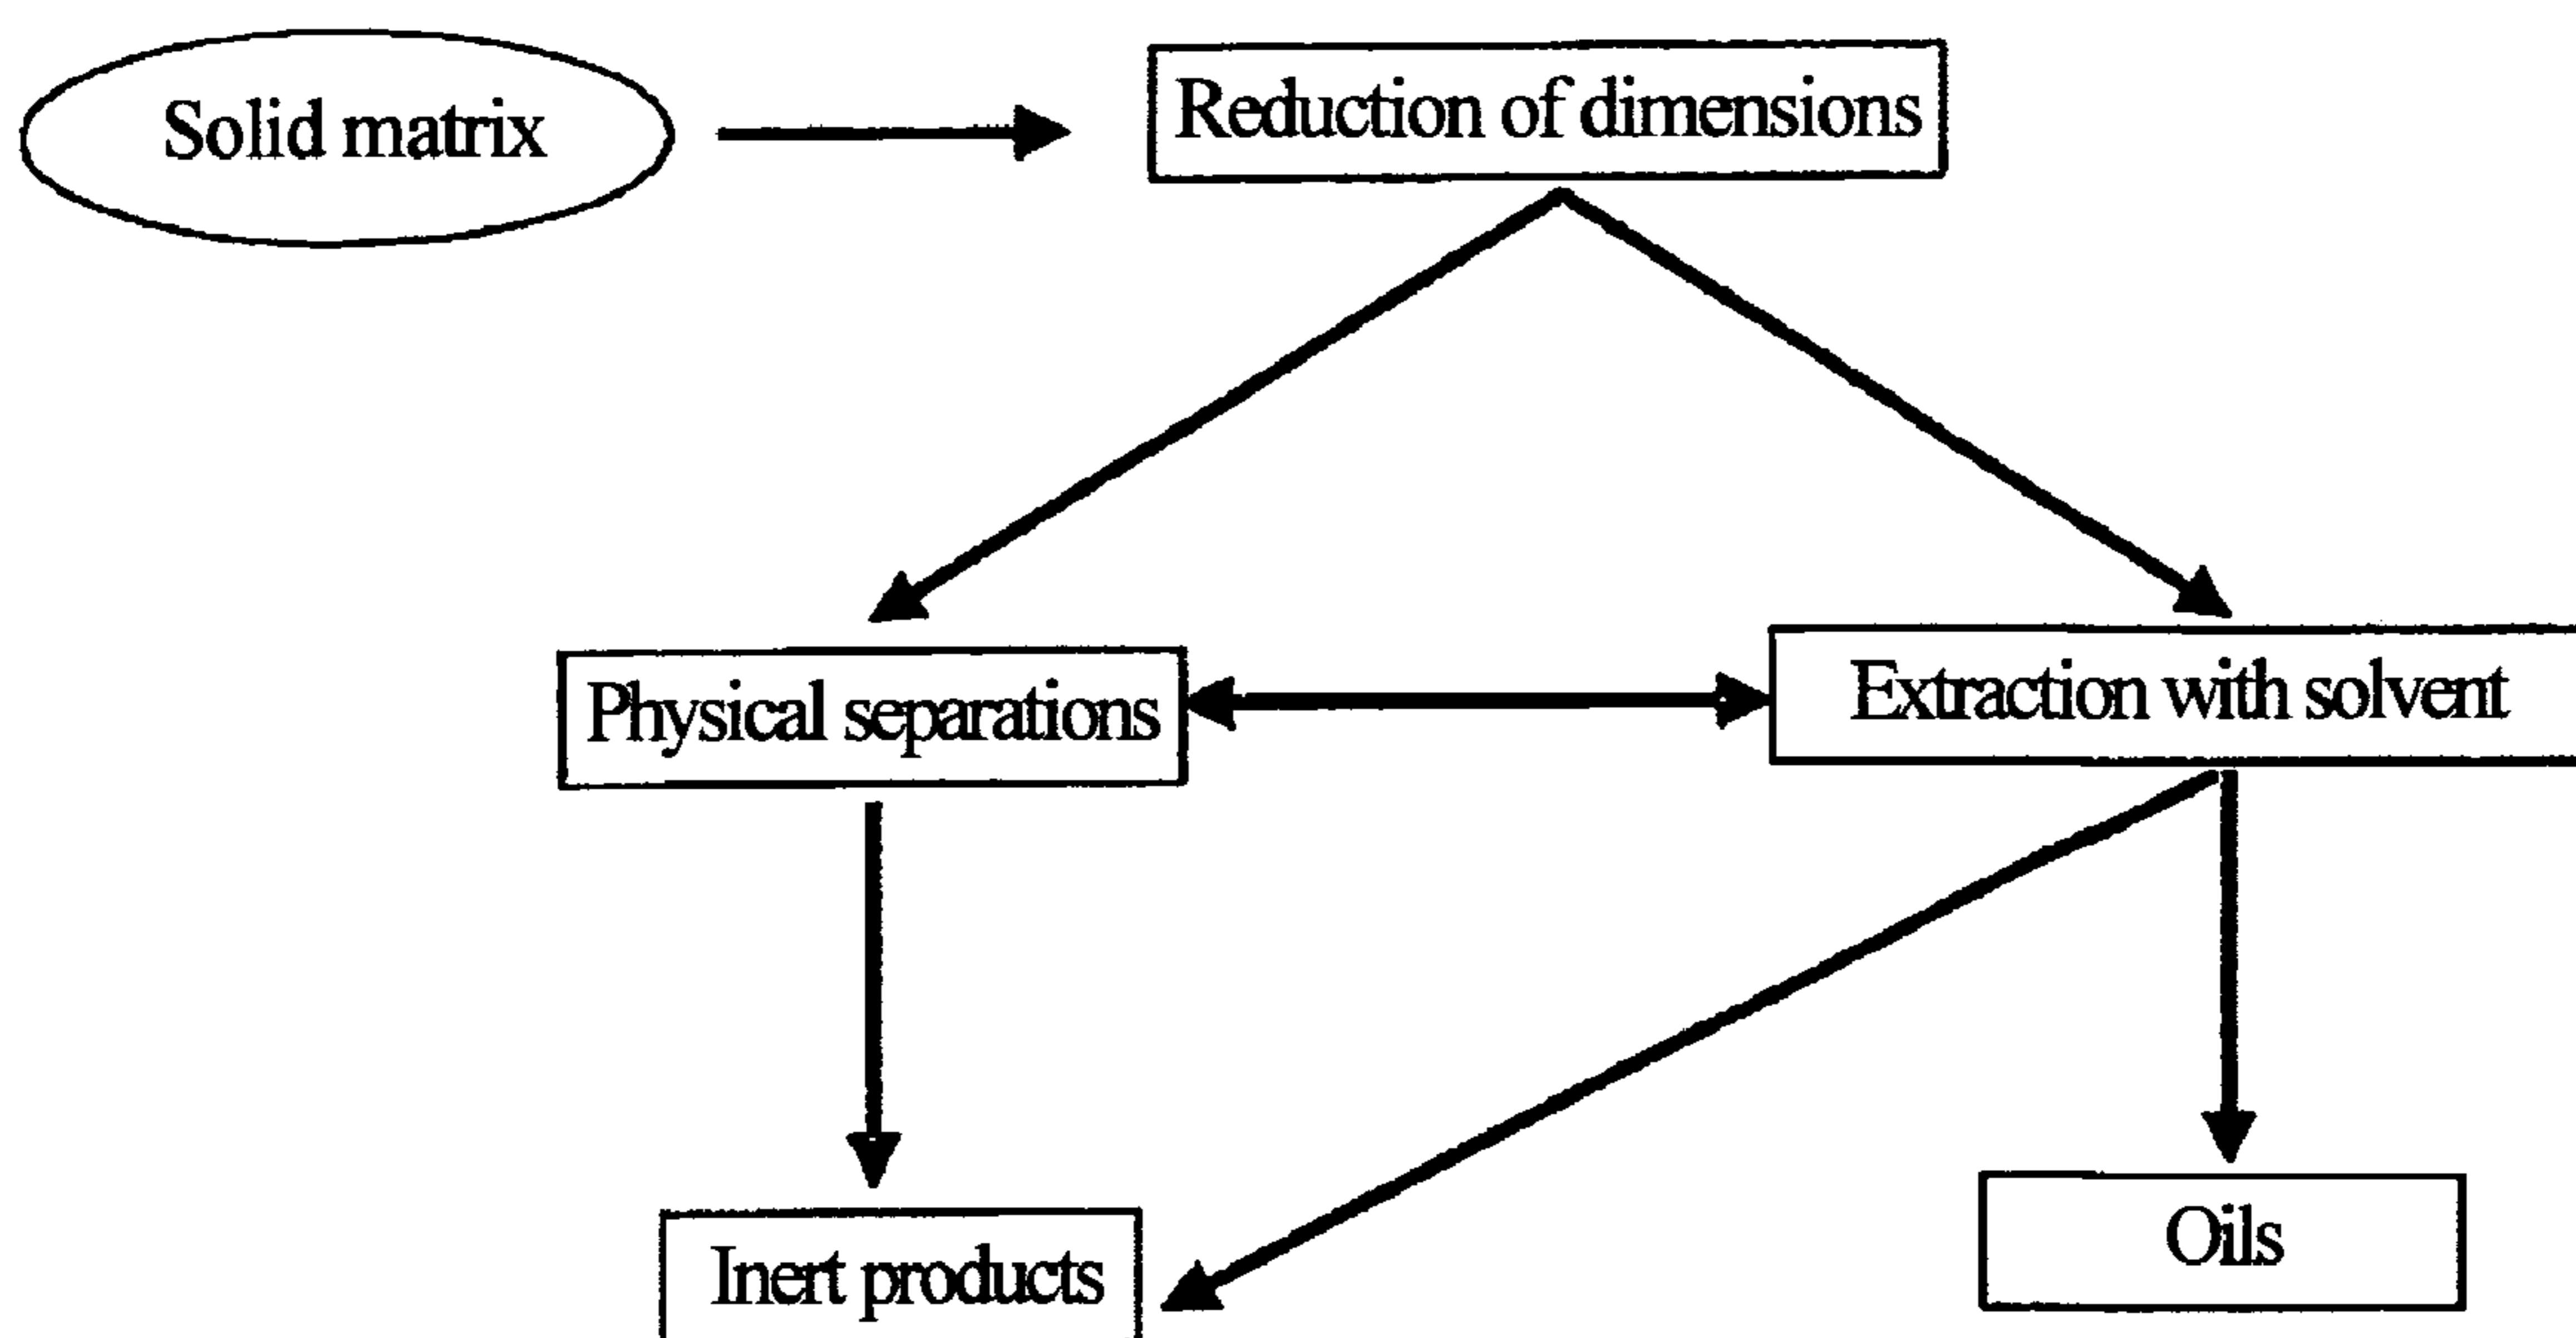 Solid matrix
Reduction of dimensions
Physical separations
Extraction with solvent
Inert products
Oils